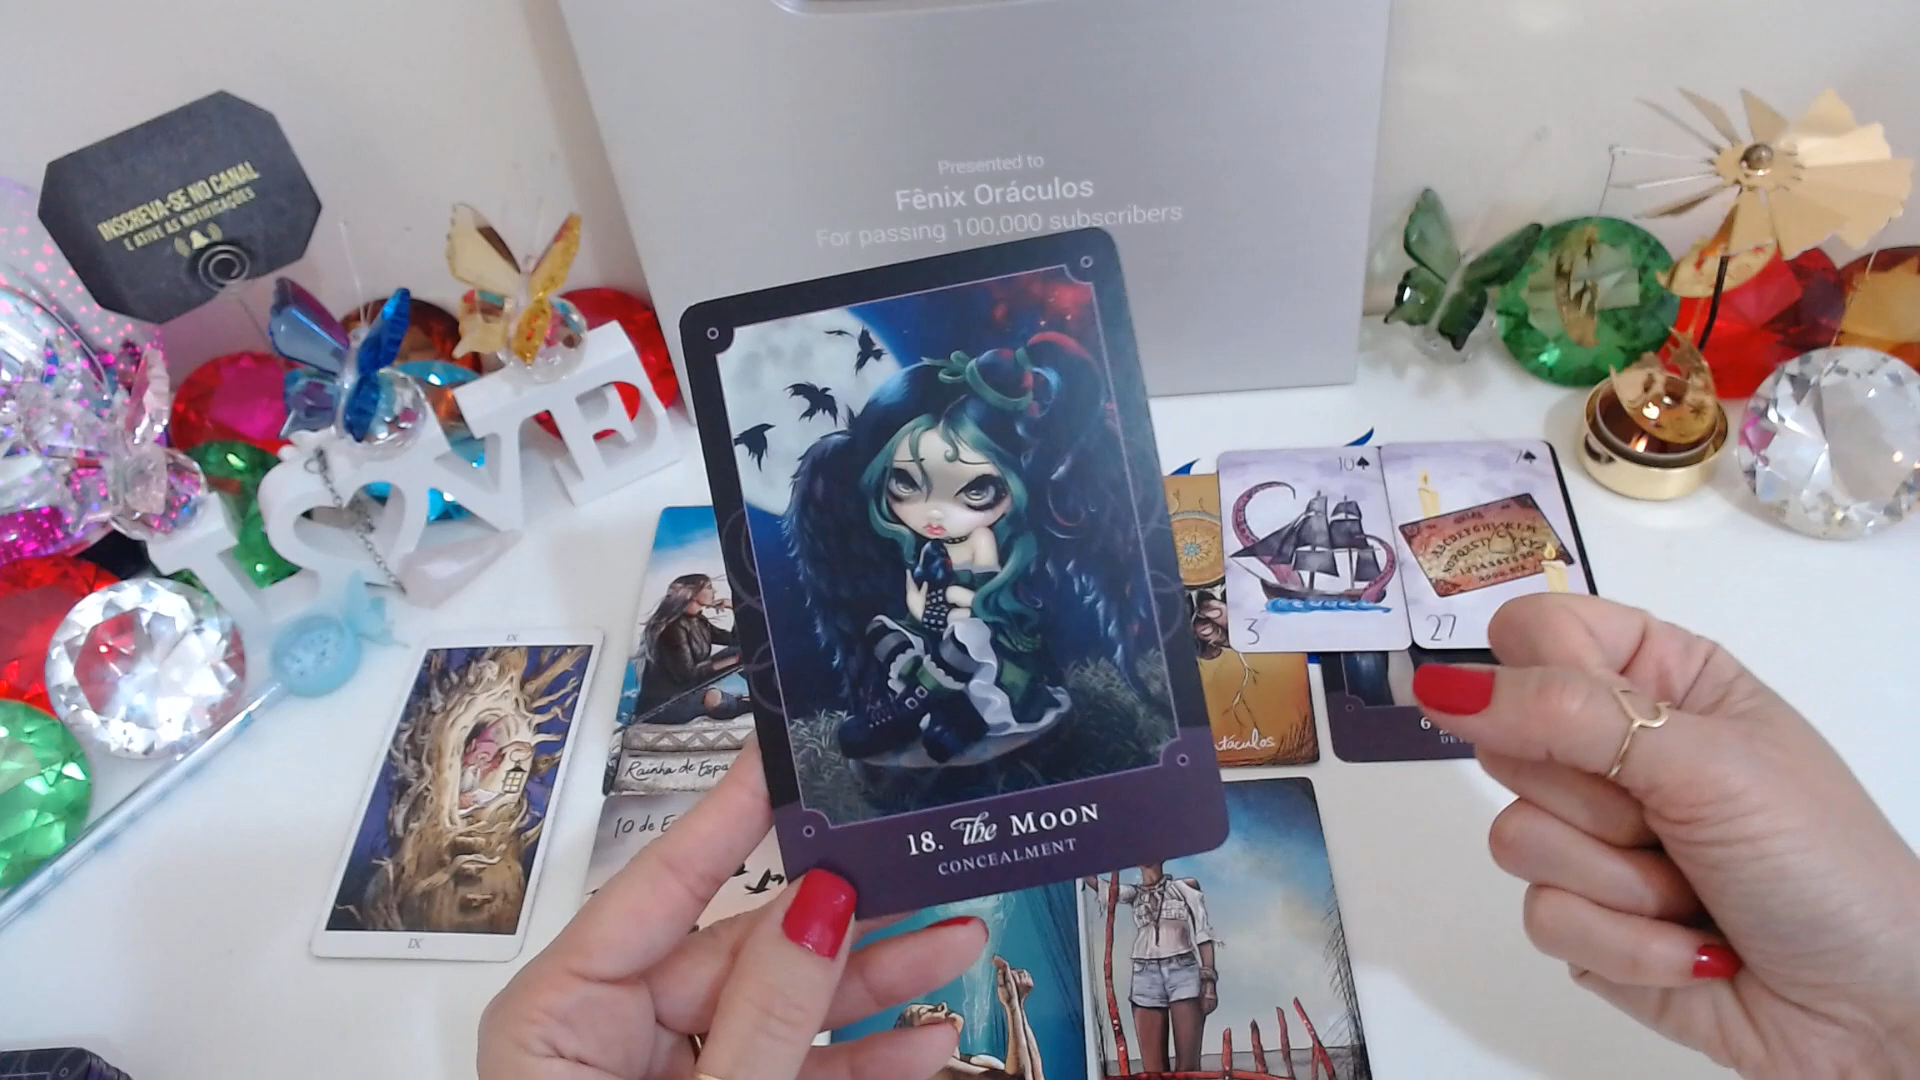 Presented to
Fênix Oráculos
For passing 100,000 subscribers
INSCREVA-SE NO CANAL
E ATIVE AS NOTIFICAÇÕES
LOVE
10
3
27
IX
IX
Rainha de Espa
10 de E
táculos
6
18. The MOON
CONCEALMENT